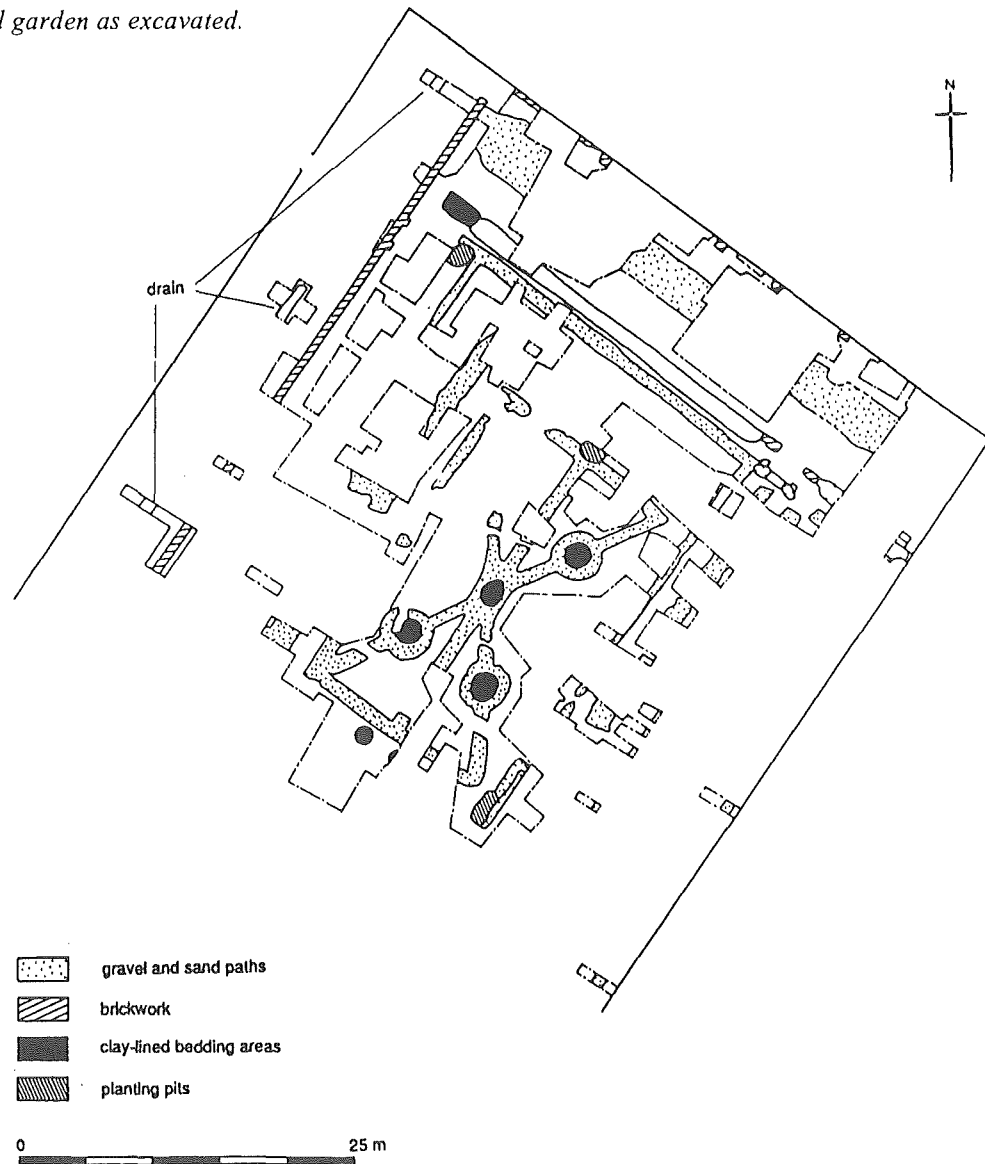 garden as excavated.
N
drain
gravel and sand paths
brickwork
clay-lined bedding areas
planting pits
0 25 m